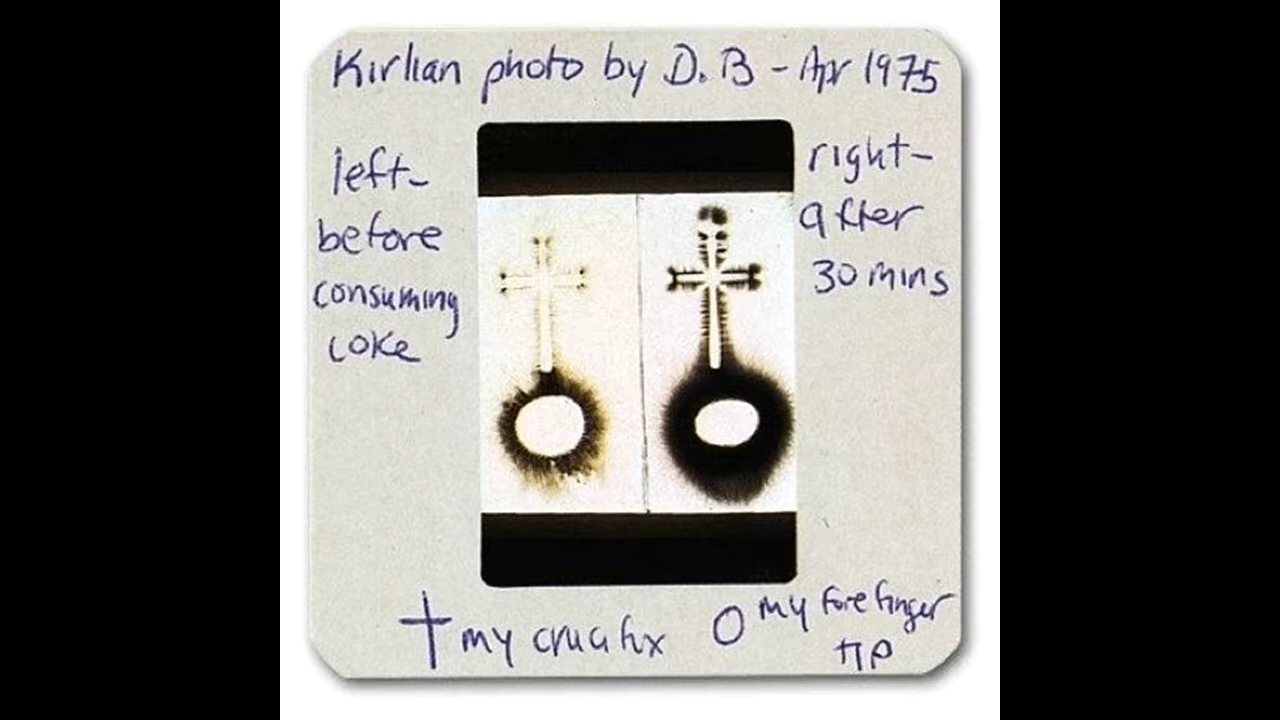 Kirlian photo by D.B - Apr 1975
left-
before
consuming
coke
right-
after
30 mins
my crucifix
my fore finger
tip